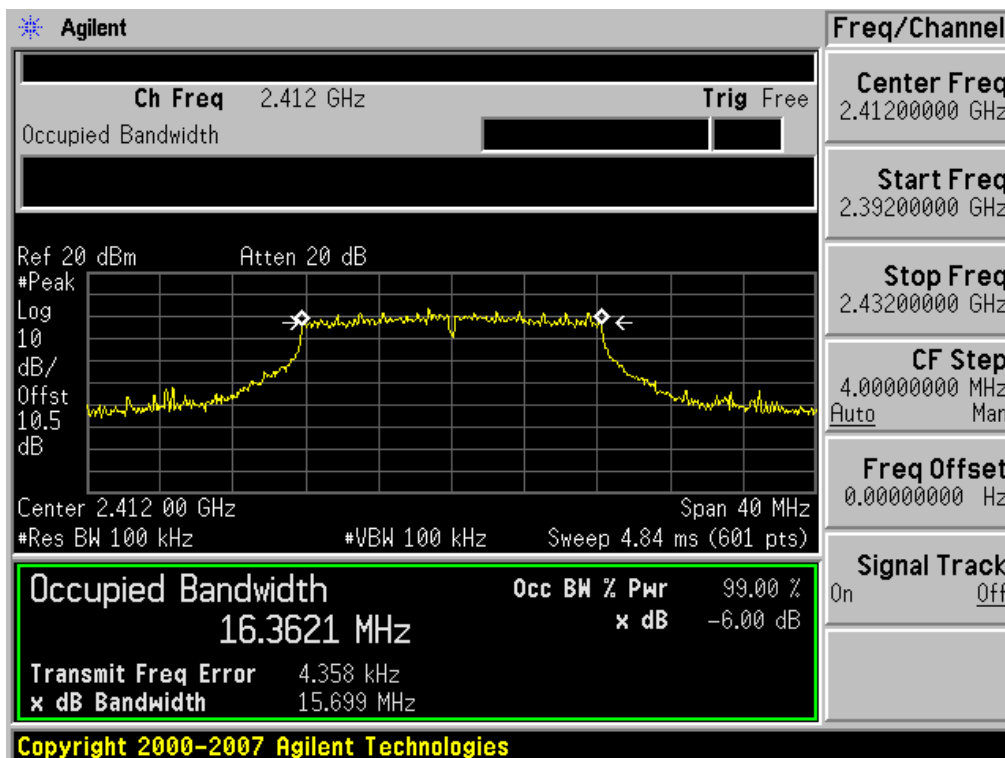 Agilent
Freq/Channel
Ch Freq 2.412 GHz Trig Free
Occupied Bandwidth
Center Freq
2.41200000 GHz
Start Freq
2.39200000 GHz
Stop Freq
2.43200000 GHz
CF Step
4.00000000 MHz
Auto Man
Freq Offset
0.00000000 Hz
Signal Track
On Off
Ref 20 dBm Atten 20 dB
#Peak
Log
10
dB/
Offst
10.5
dB
Center 2.412 00 GHz Span 40 MHz
#Res BW 100 kHz #VBW 100 kHz Sweep 4.84 ms (601 pts)
Occupied Bandwidth Occ BW % Pwr 99.00 %
16.3621 MHz x dB -6.00 dB
Transmit Freq Error 4.358 kHz
x dB Bandwidth 15.699 MHz
Copyright 2000-2007 Agilent Technologies